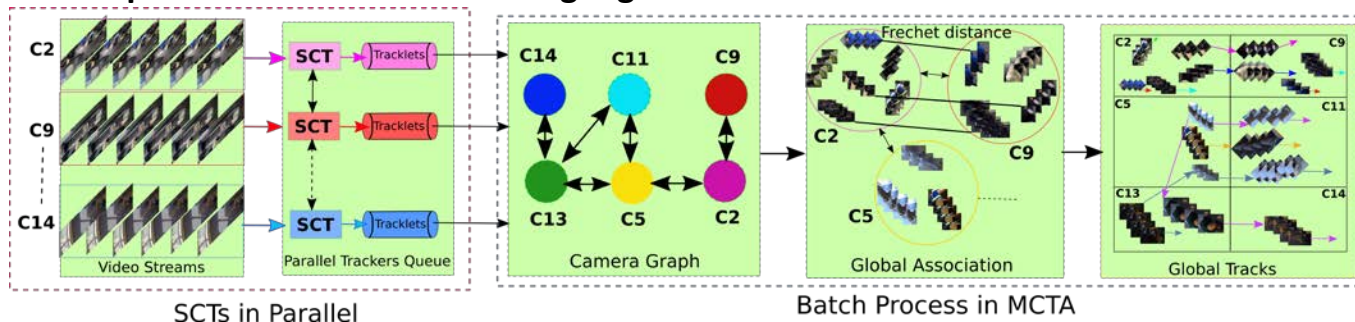 C2
C9
C14
Video Streams
SCT
Tracklets
SCT
Tracklets
SCT
Tracklets
Parallel Trackers Queue
SCTs in Parallel
C14
C11
C9
C13
C5
C2
Camera Graph
Frechet distance
C2
C9
C5
Global Association
C2
C9
C5
C11
C13
C14
Global Tracks
Batch Process in MCTA